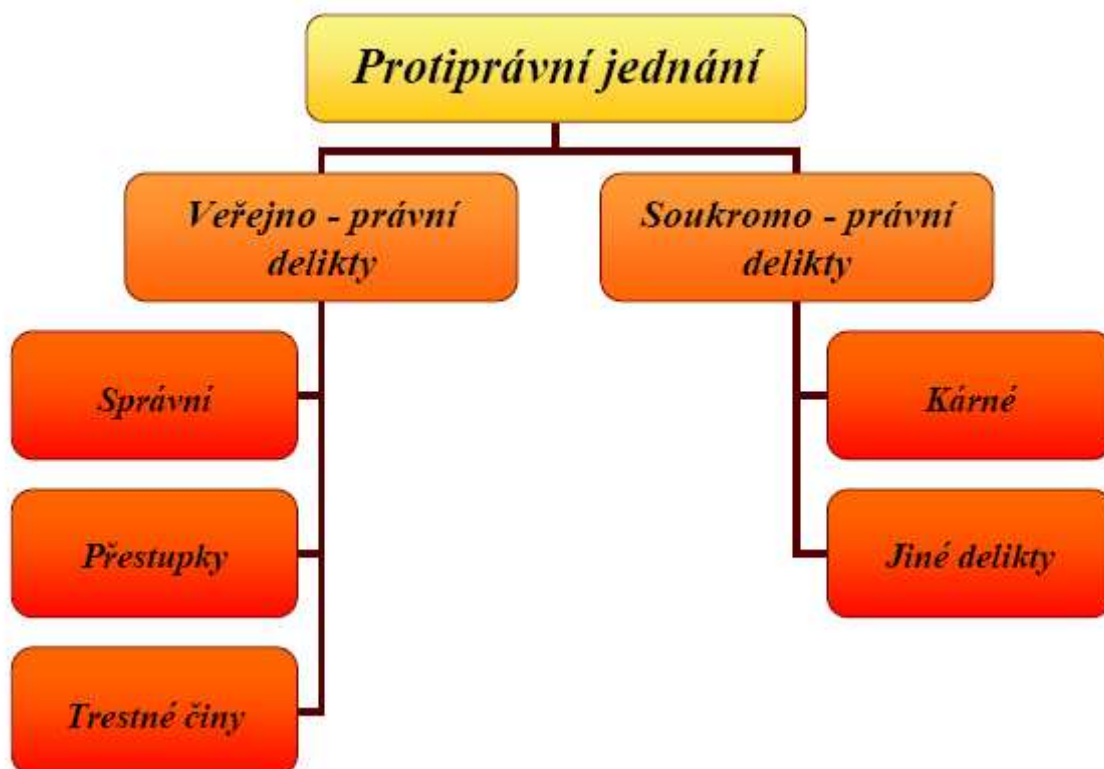 Protiprávní jednání
Veřejno - právní
delikty
Soukromo - právní
delikty
Správní
Kárné
Přestupky
Jiné delikty
Trestné činy